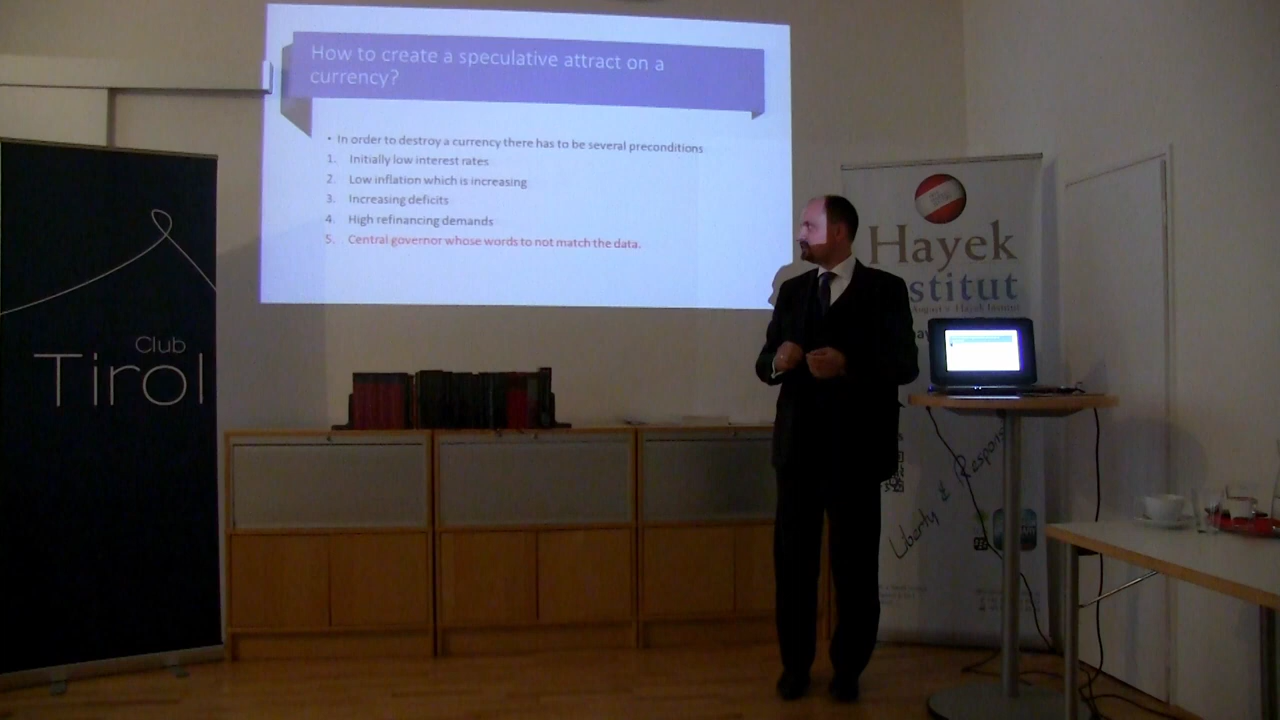 How to create a speculative attract on a
currency?
• In order to destroy a currency there has to be several preconditions
1. Initially low interest rates
2. Low inflation which is increasing
3. Increasing deficits
4. High refinancing demands
5. Central governor whose words to not match the data.
Club
Tirol
Hayek
stitut
Liberty &